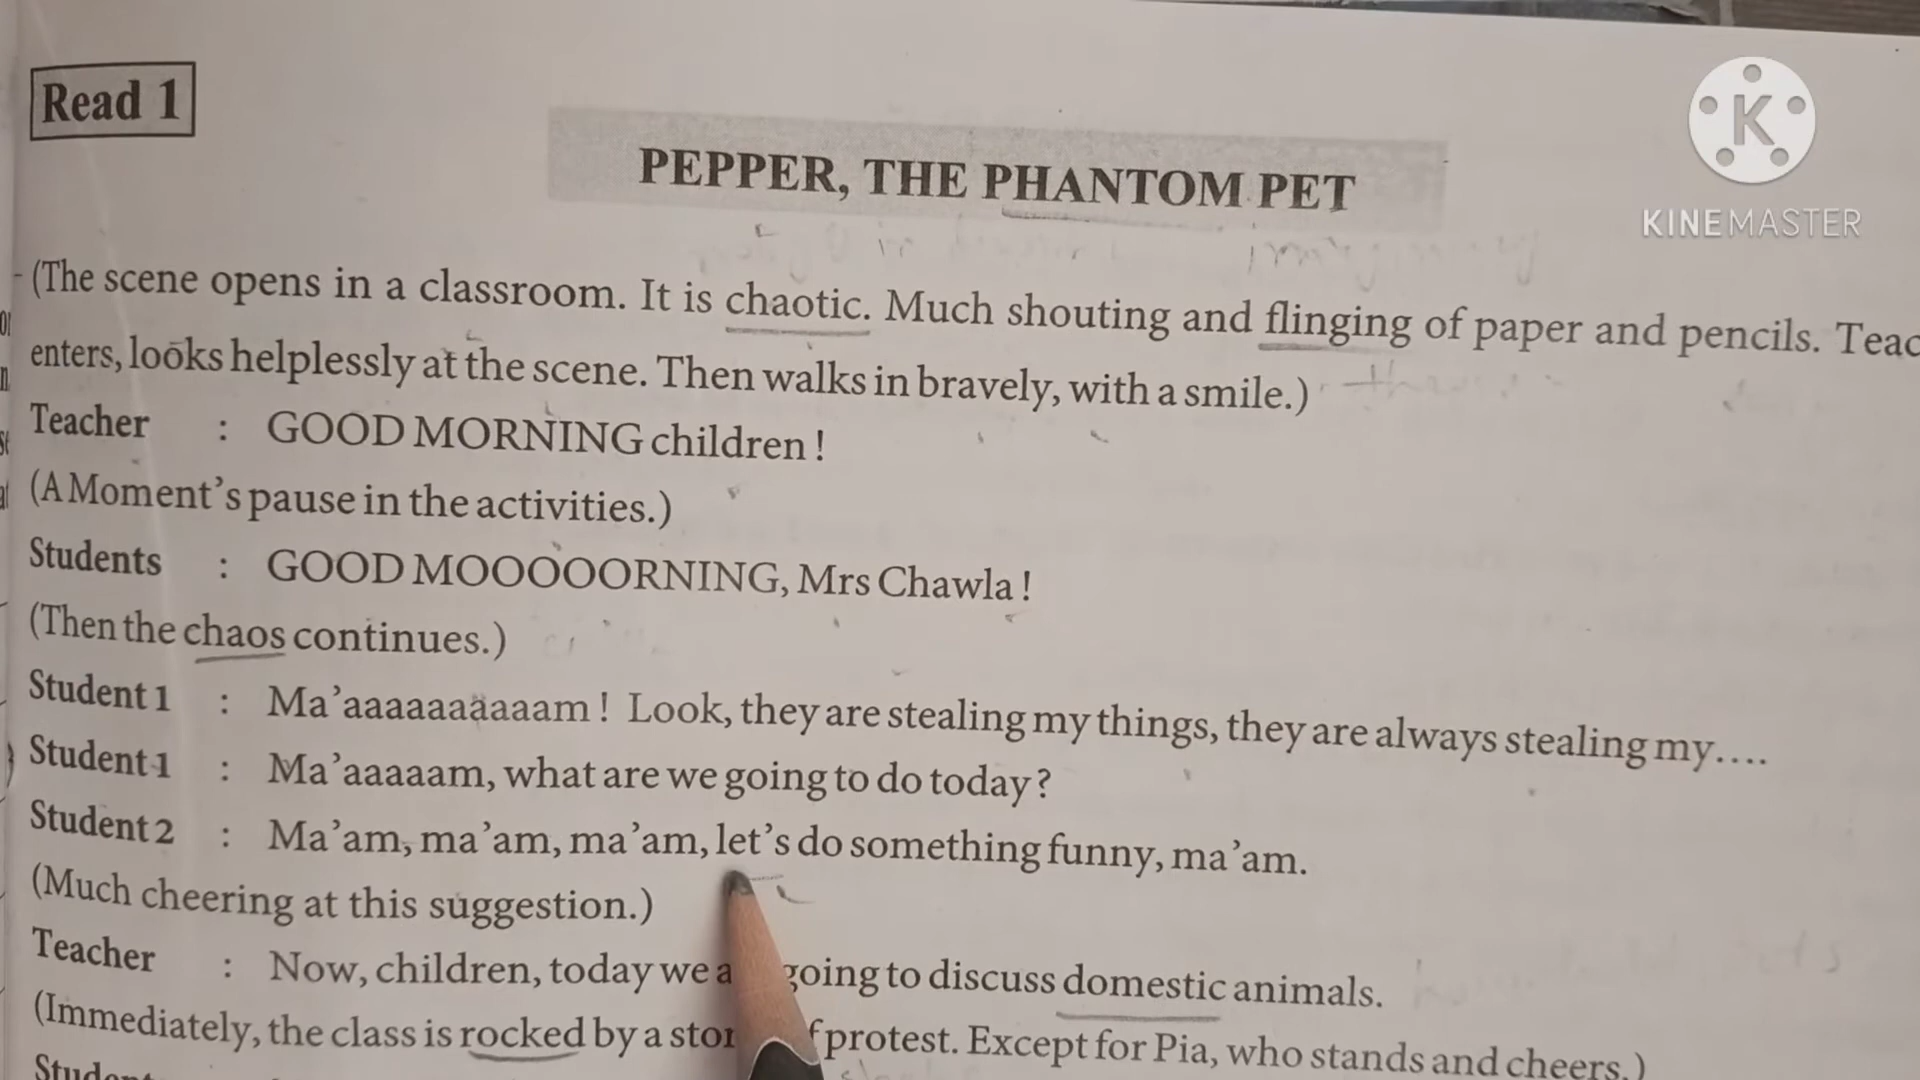 Read 1
KINEMASTER
PEPPER, THE PHANTOM PET
(The scene opens in a classroom. It is chaotic. Much shouting and flinging of paper and pencils. Teac
enters, looks helplessly at the scene. Then walks in bravely, with a smile.)
Teacher : GOOD MORNING children !
(A Moment's pause in the activities.)
Students : GOOD MOOOOORNING, Mrs Chawla !
(Then the chaos continues.)
Student 1 : Ma'aaaaaaaaaaam ! Look, they are stealing my things, they are always stealing my....
Student 1 : Ma'aaaaam, what are we going to do today ?
Student 2 : Ma'am, ma'am, ma'am, let's do something funny, ma'am.
(Much cheering at this suggestion.)
Teacher : Now, children, today we a going to discuss domestic animals.
(Immediately, the class is rocked by a stor f protest. Except for Pia, who stands and cheers.)